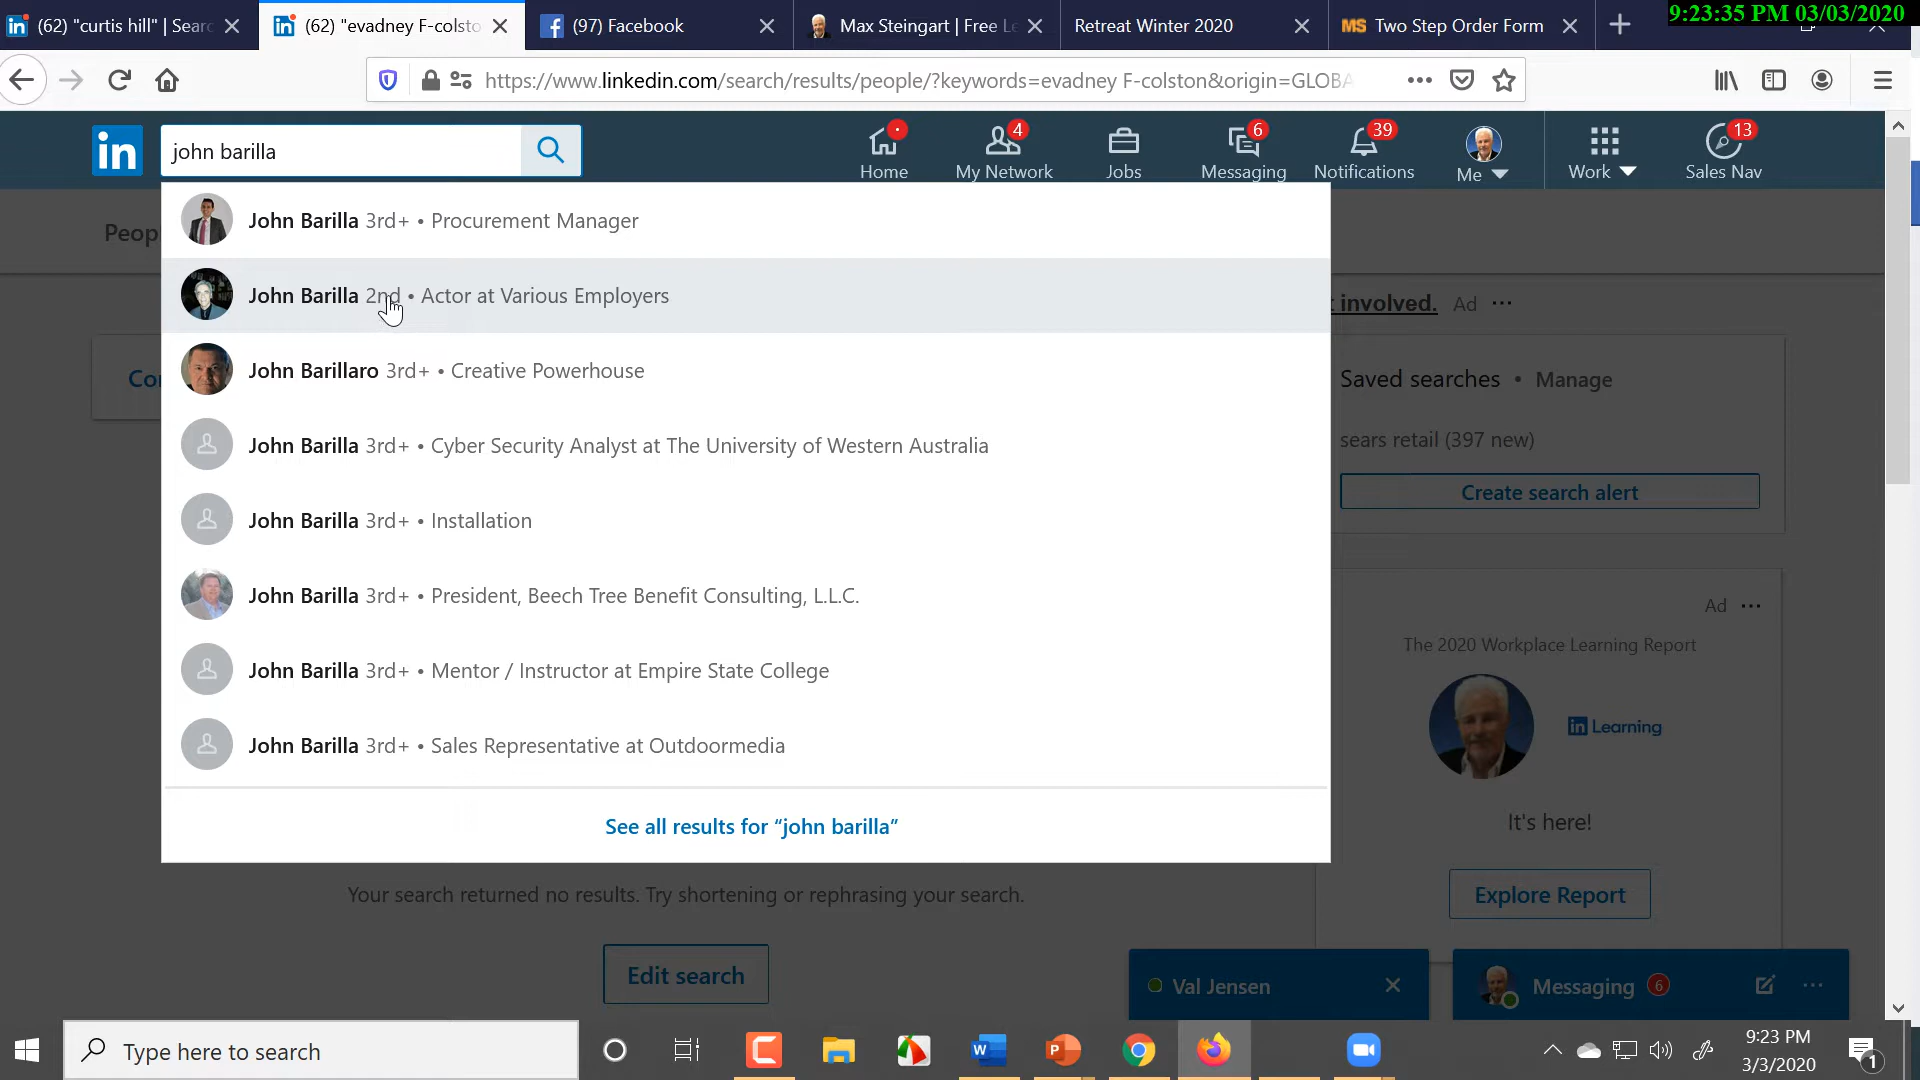 (62) "curtis hill" | Searc
(62) "evadney F-colsto
(97) Facebook
Max Steingart | Free Le
Retreat Winter 2020
MS Two Step Order Form
9:23:35 PM 03/03/2020
https://www.linkedin.com/search/results/people/?keywords=evadney F-colston&origin=GLOBA
in
john barilla
Home
4
My Network
Jobs
6
Messaging
39
Notifications
Me
Work
13
Sales Nav
Peop
John Barilla 3rd+ • Procurement Manager
John Barilla 2nd • Actor at Various Employers
John Barillaro 3rd+ • Creative Powerhouse
John Barilla 3rd+ • Cyber Security Analyst at The University of Western Australia
John Barilla 3rd+ • Installation
John Barilla 3rd+ • President, Beech Tree Benefit Consulting, L.L.C.
John Barilla 3rd+ • Mentor / Instructor at Empire State College
John Barilla 3rd+ • Sales Representative at Outdoormedia
See all results for “john barilla”
Con
involved. Ad
Saved searches • Manage
sears retail (397 new)
Create search alert
Ad
The 2020 Workplace Learning Report
in Learning
It's here!
Explore Report
Your search returned no results. Try shortening or rephrasing your search.
Edit search
Val Jensen
Messaging 6
Type here to search
9:23 PM
3/3/2020
1